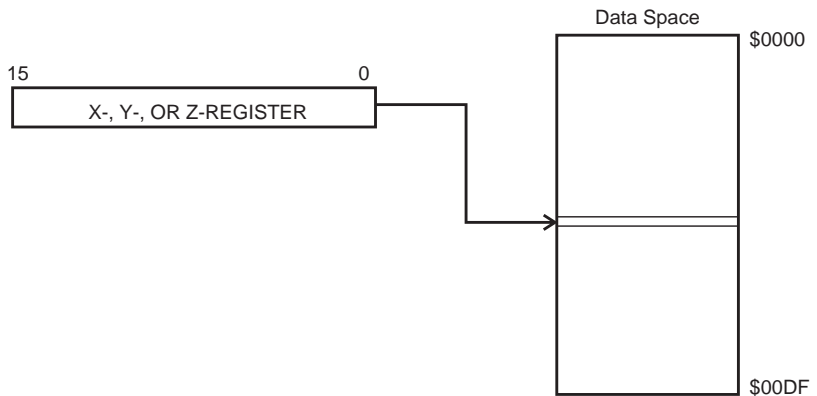 Data Space
$0000
15 0
X-, Y-, OR Z-REGISTER
$00DF